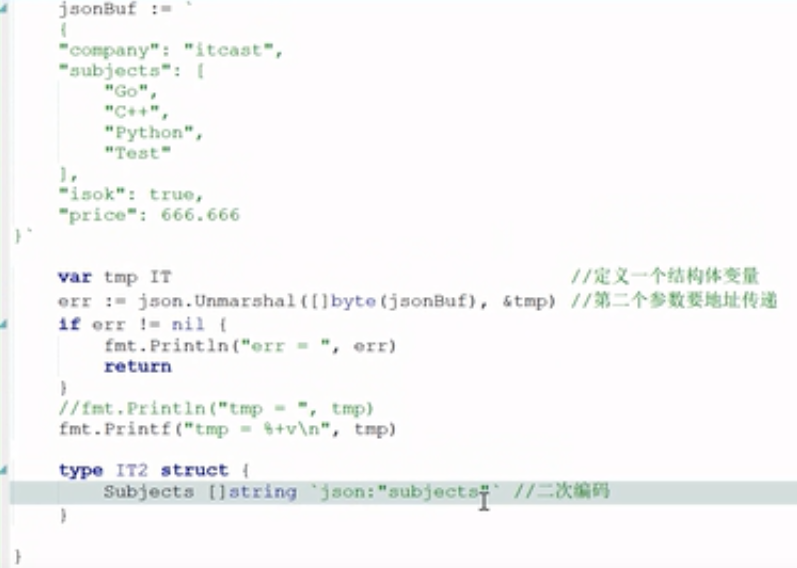 jsonBuf := `
{
"company": "itcast",
"subjects": [
"Go",
"C++",
"Python",
"Test"
],
"isok": true,
"price": 666.666
}`
var tmp IT //定义一个结构体变量
err := json.Unmarshal([]byte(jsonBuf), &tmp) //第二个参数要地址传递
if err != nil {
fmt.Println("err = ", err)
return
}
//fmt.Println("tmp = ", tmp)
fmt.Printf("tmp = %+v\n", tmp)
type IT2 struct {
Subjects []string `json:"subjects"` //二次编码
}
}